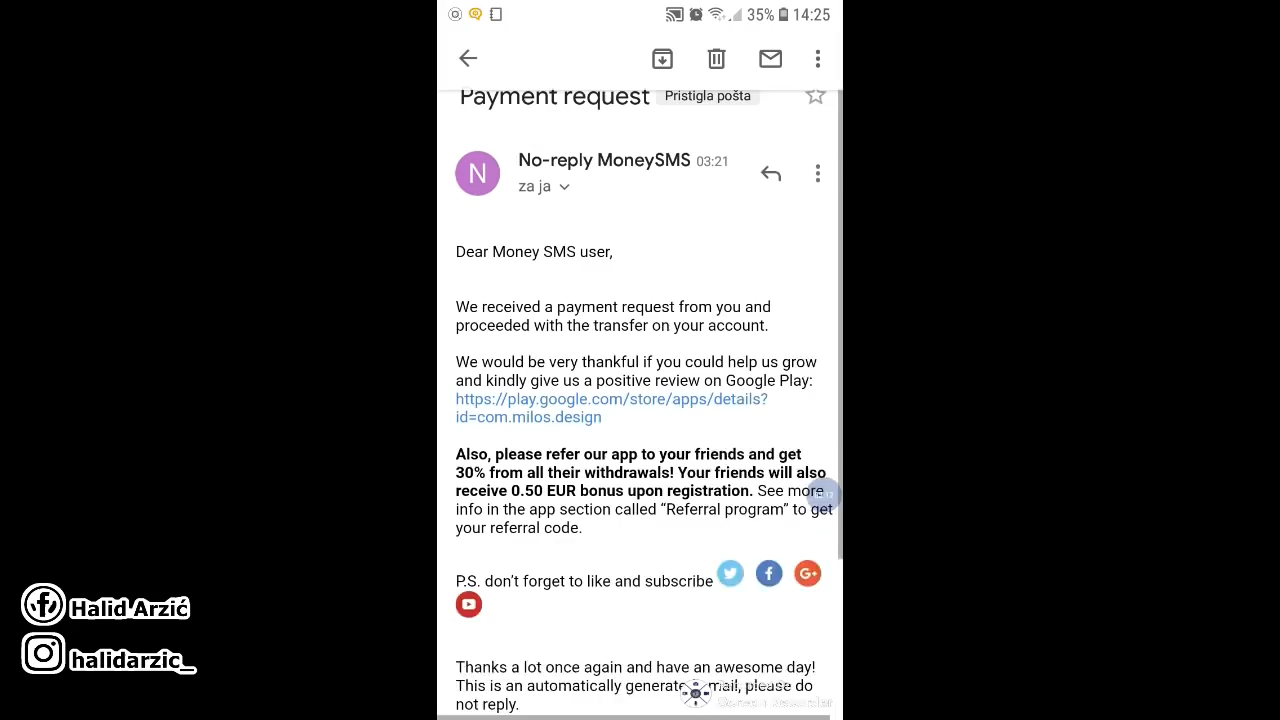 35% 14:25
Payment request Pristigla pošta
N No-reply MoneySMS 03:21
za ja
Dear Money SMS user,
We received a payment request from you and
proceeded with the transfer on your account.
We would be very thankful if you could help us grow
and kindly give us a positive review on Google Play:
https://play.google.com/store/apps/details?
id=com.milos.design
Also, please refer our app to your friends and get
30% from all their withdrawals! Your friends will also
receive 0.50 EUR bonus upon registration. See more
info in the app section called “Referral program” to get
your referral code.
P.S. don’t forget to like and subscribe
G+
Thanks a lot once again and have an awesome day!
This is an automatically generated email, please do
not reply.
Halid Arzić
halidarzic_